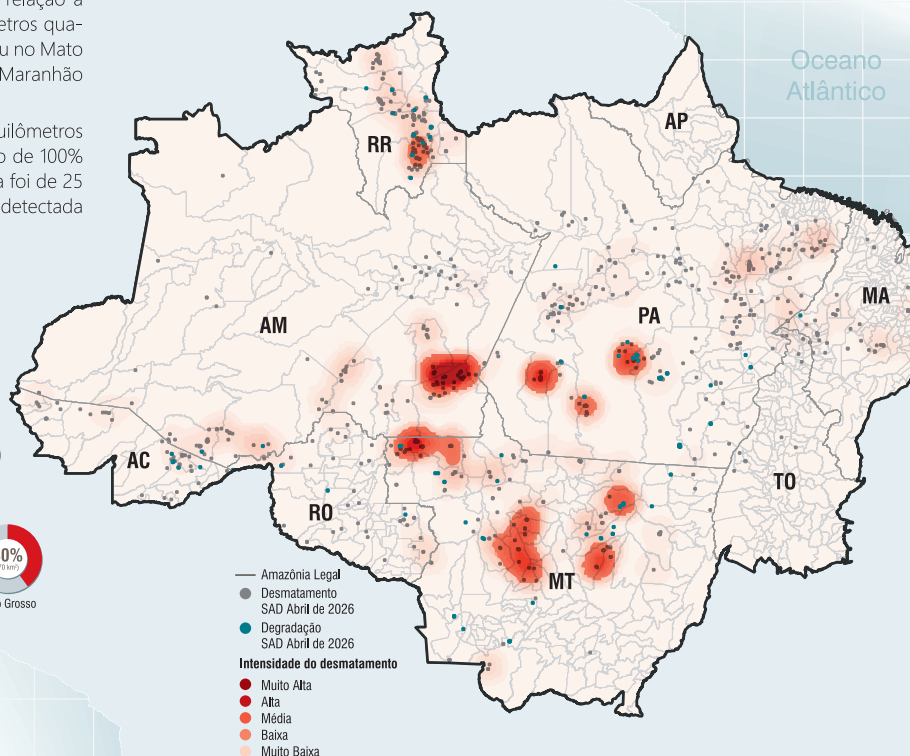 relação a
etros qua-
u no Mato
Maranhão
uilômetros
o de 100%
a foi de 25
detectada
Oceano
Atlântico
AP
RR
MA
PA
AM
AC
TO
RO
MT
0%
Grosso
Amazônia Legal
Desmatamento
SAD Abril de 2026
Degradação
SAD Abril de 2026
Intensidade do desmatamento
Muito Alta
Alta
Média
Baixa
Muito Baixa